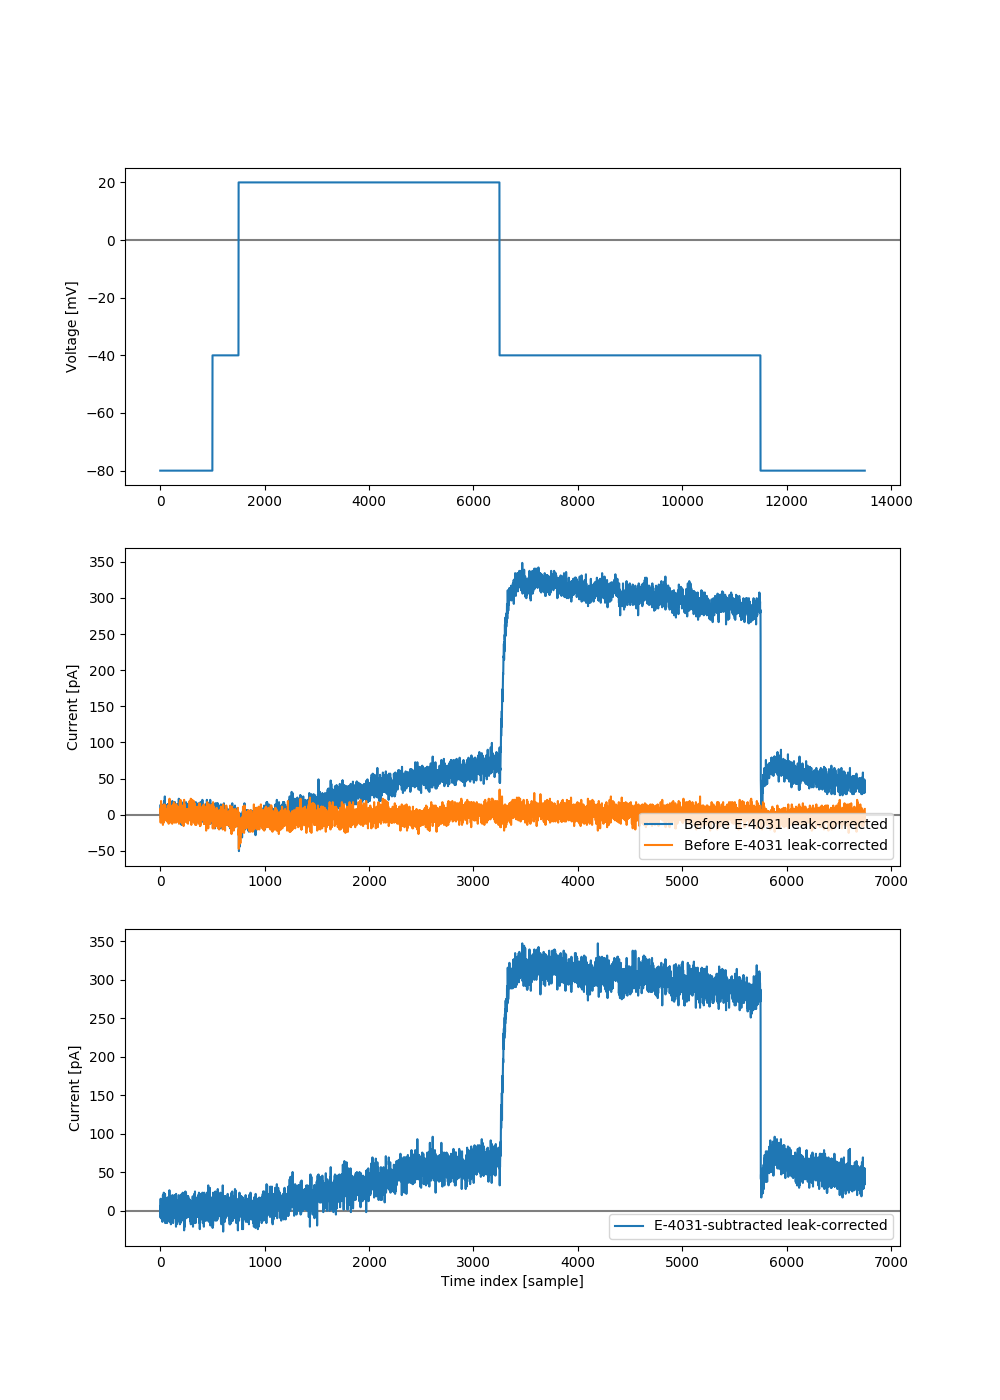 20
0
−20
−40
−60
−80
Voltage [mV]
0 2000 4000 6000 8000 10000 12000 14000
350
300
250
200
150
100
50
0
−50
Current [pA]
Before E-4031 leak-corrected
Before E-4031 leak-corrected
0 1000 2000 3000 4000 5000 6000 7000
350
300
250
200
150
100
50
0
Current [pA]
E-4031-subtracted leak-corrected
0 1000 2000 3000 4000 5000 6000 7000
Time index [sample]